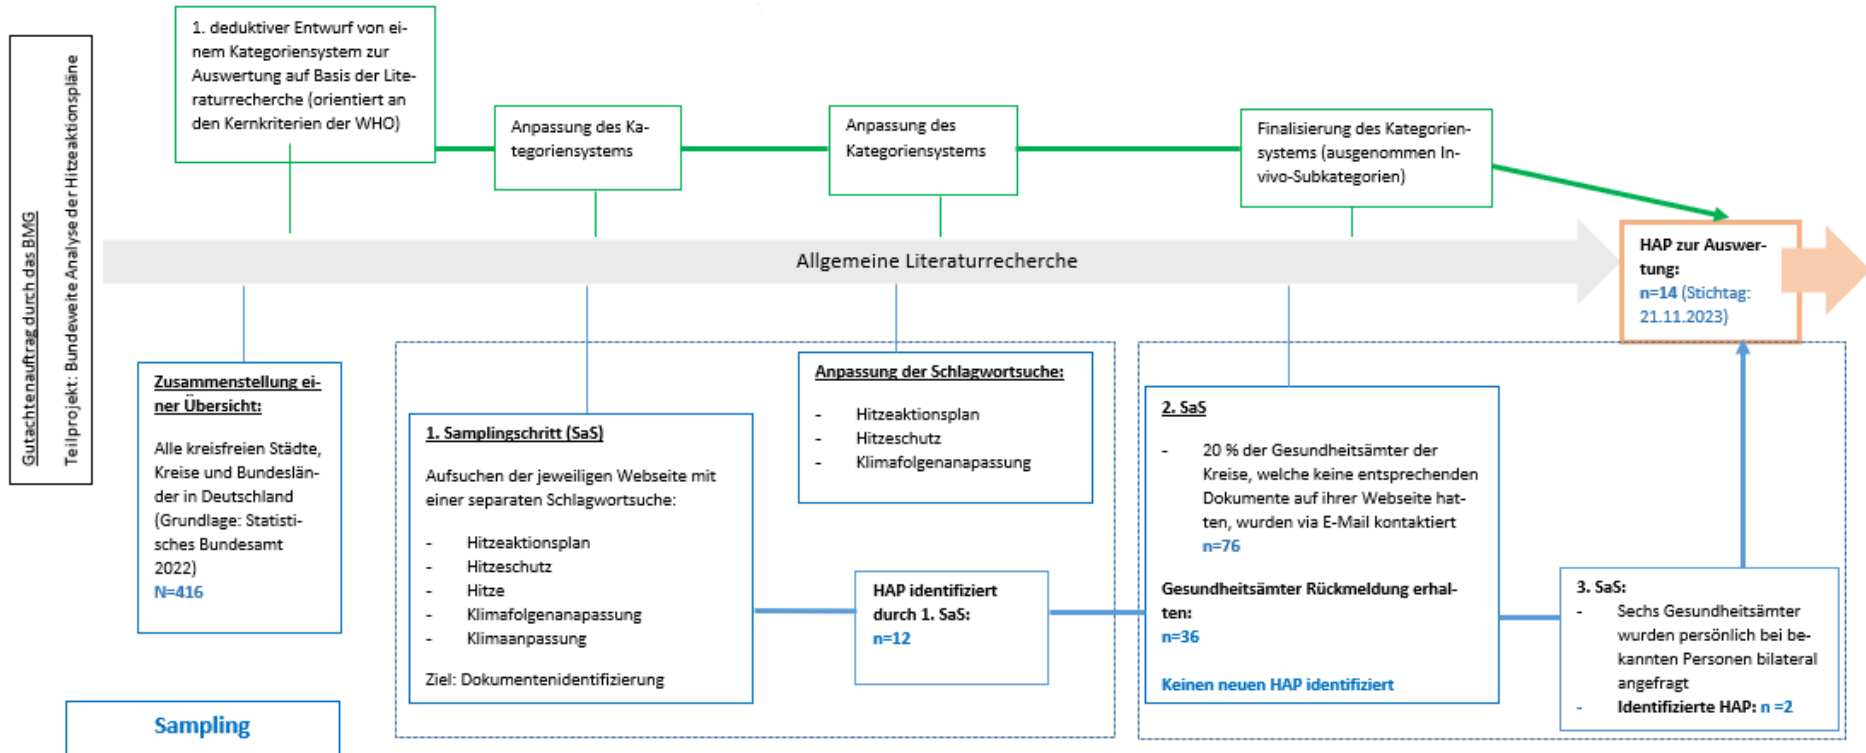 Gutachtenauftrag durch das BMG
Teilprojekt: Bundeweite Analyse der Hitzeaktionspläne
1. deduktiver Entwurf von ei-
nem Kategoriensystem zur
Auswertung auf Basis der Lite-
raturrecherche (orientiert an
den Kernkriterien der WHO)
Anpassung des Ka-
tegoriensystems
Anpassung des
Kategoriensystems
Finalisierung des Kategorien-
systems (ausgenommen In-
vivo-Subkategorien)
Allgemeine Literaturrecherche
HAP zur Auswer-
tung:
n=14 (Stichtag:
21.11.2023)
Zusammenstellung ei-
ner Übersicht:
Alle kreisfreien Städte,
Kreise und Bundeslän-
der in Deutschland
(Grundlage: Statisti-
sches Bundesamt
2022)
N=416
1. Samplingschritt (SaS)
Aufsuchen der jeweiligen Webseite mit
einer separaten Schlagwortsuche:
- Hitzeaktionsplan
- Hitzeschutz
- Hitze
- Klimafolgenanapassung
- Klimaanpassung
Ziel: Dokumentenidentifizierung
Anpassung der Schlagwortsuche:
- Hitzeaktionsplan
- Hitzeschutz
- Klimafolgenanapassung
HAP identifiziert
durch 1. SaS:
n=12
2. SaS
- 20 % der Gesundheitsämter der
Kreise, welche keine entsprechenden
Dokumente auf ihrer Webseite hat-
ten, wurden via E-Mail kontaktiert
n=76
Gesundheitsämter Rückmeldung erhal-
ten:
n=36
Keinen neuen HAP identifiziert
3. SaS:
- Sechs Gesundheitsämter
wurden persönlich bei be-
kannten Personen bilateral
angefragt
- Identifizierte HAP: n =2
Sampling